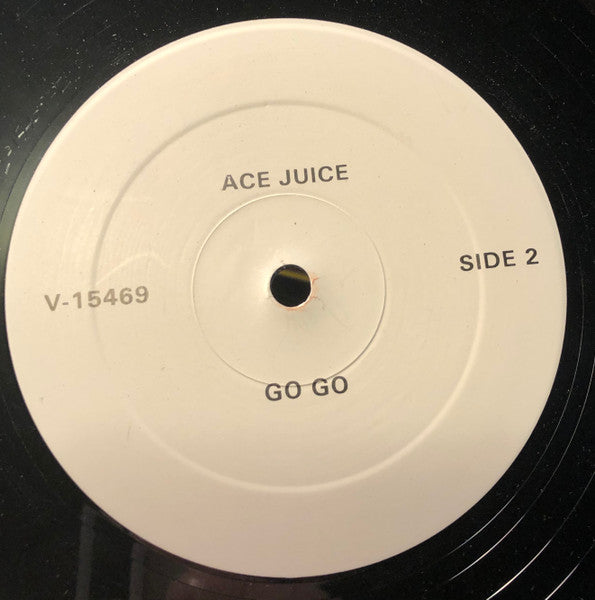 ACE JUICE
SIDE 2
V-15469
GO GO